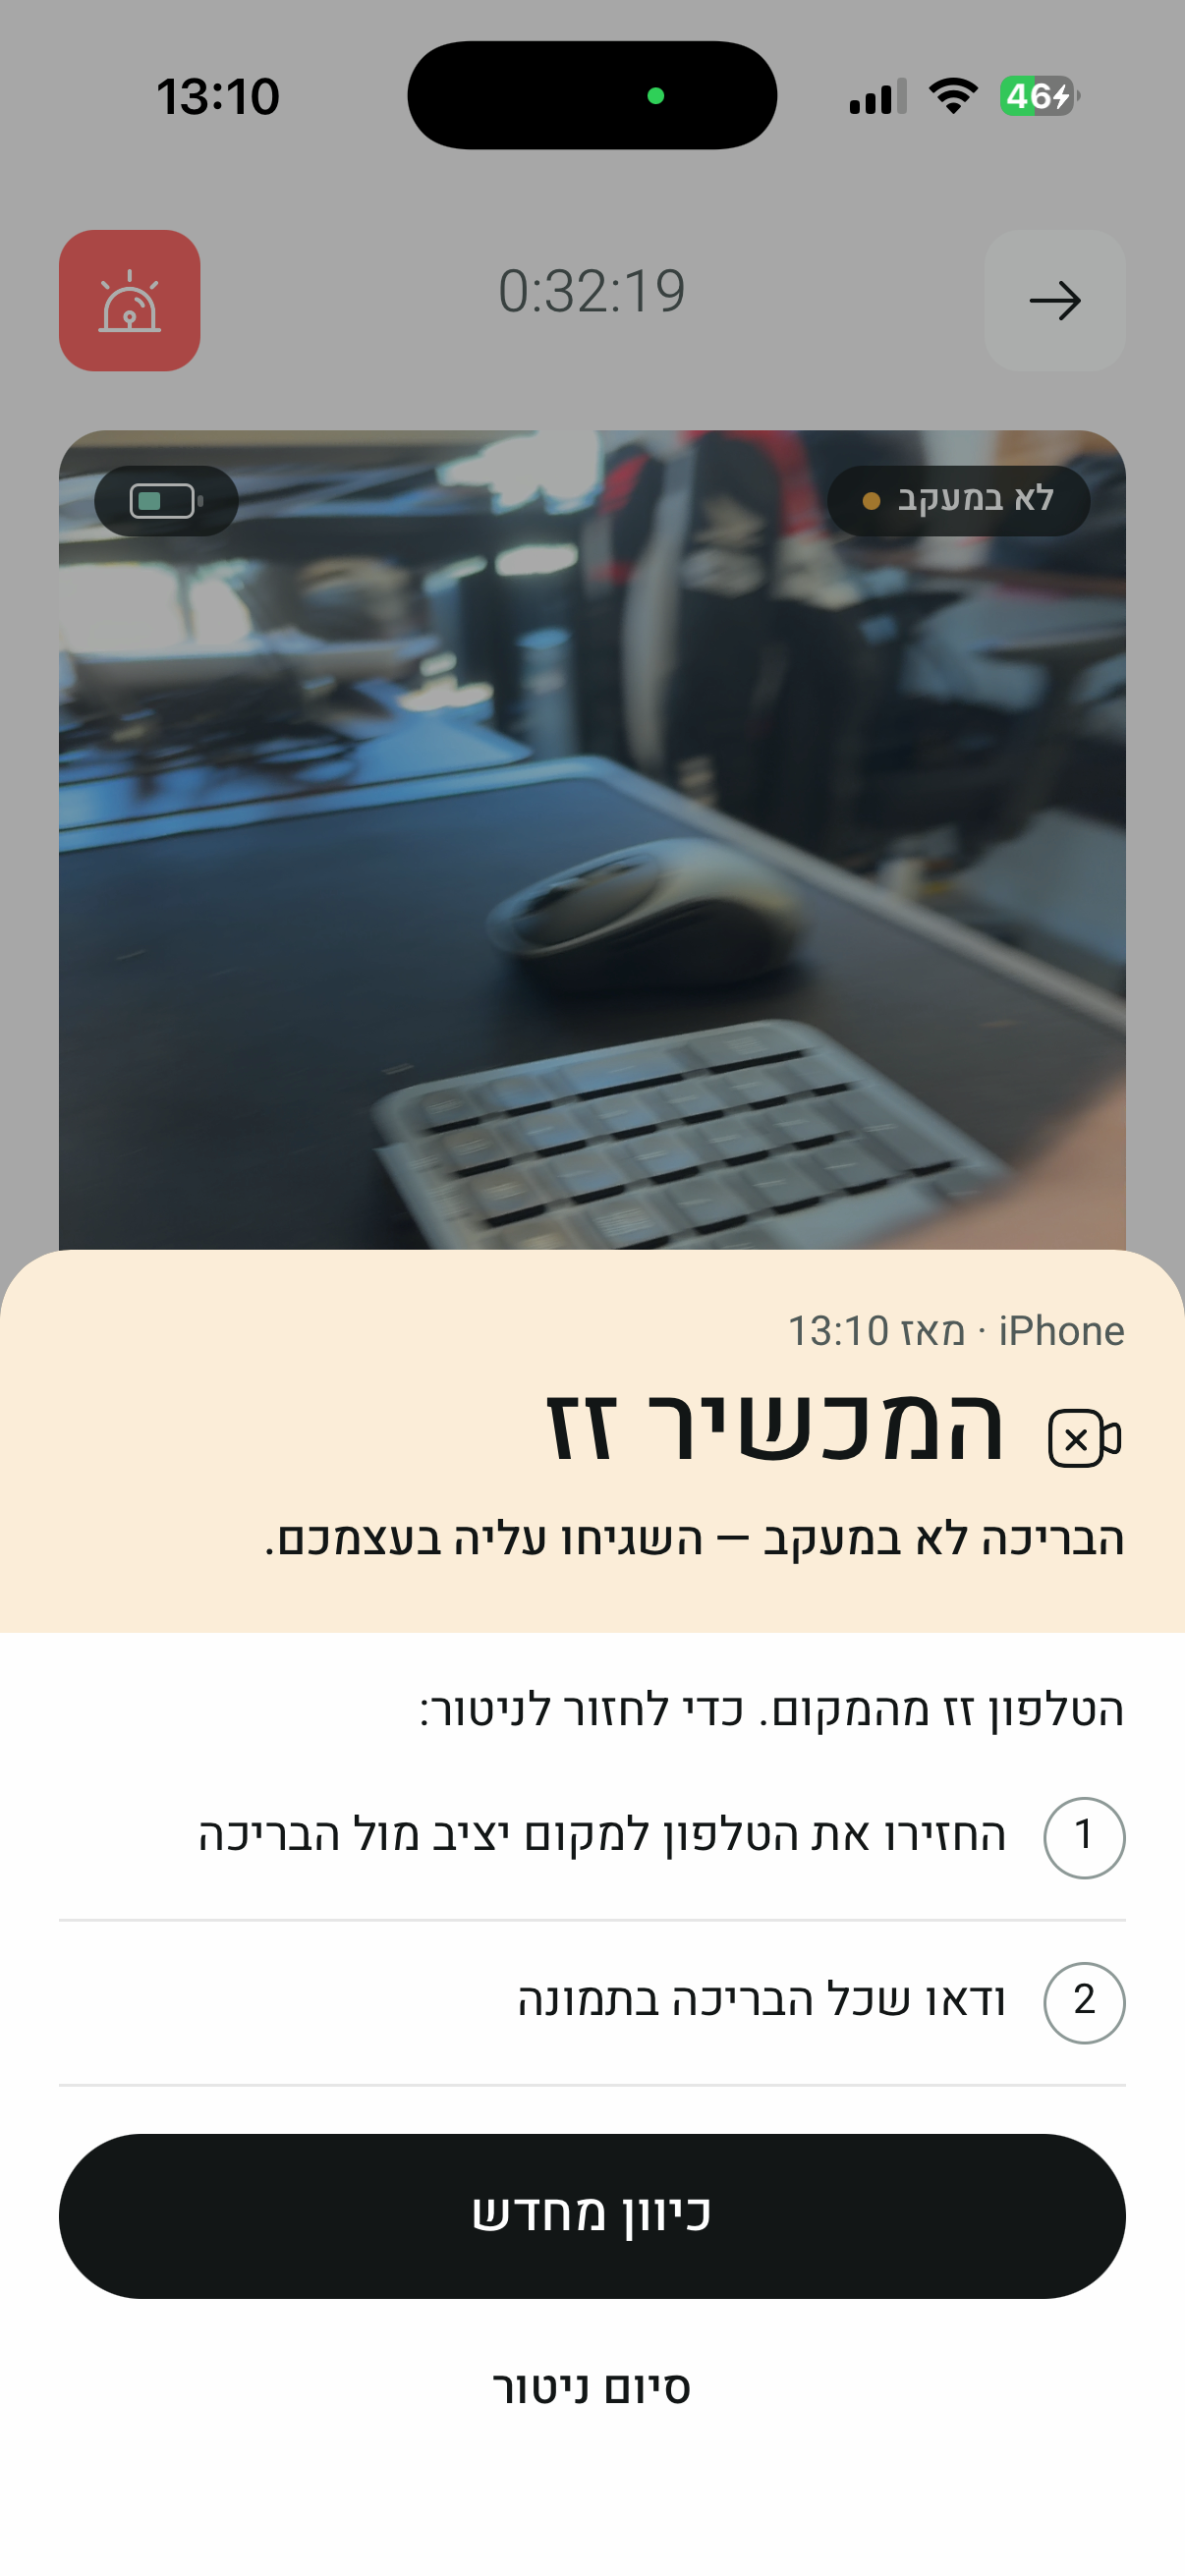 13:10
46
0:32:19
לא במעקב
iPhone · מאז 13:10
המכשיר זז
הבריכה לא במעקב — השגיחו עליה בעצמכם.
הטלפון זז מהמקום. כדי לחזור לניטור:
1 החזירו את הטלפון למקום יציב מול הבריכה
2 ודאו שכל הבריכה בתמונה
כיוון מחדש
סיום ניטור